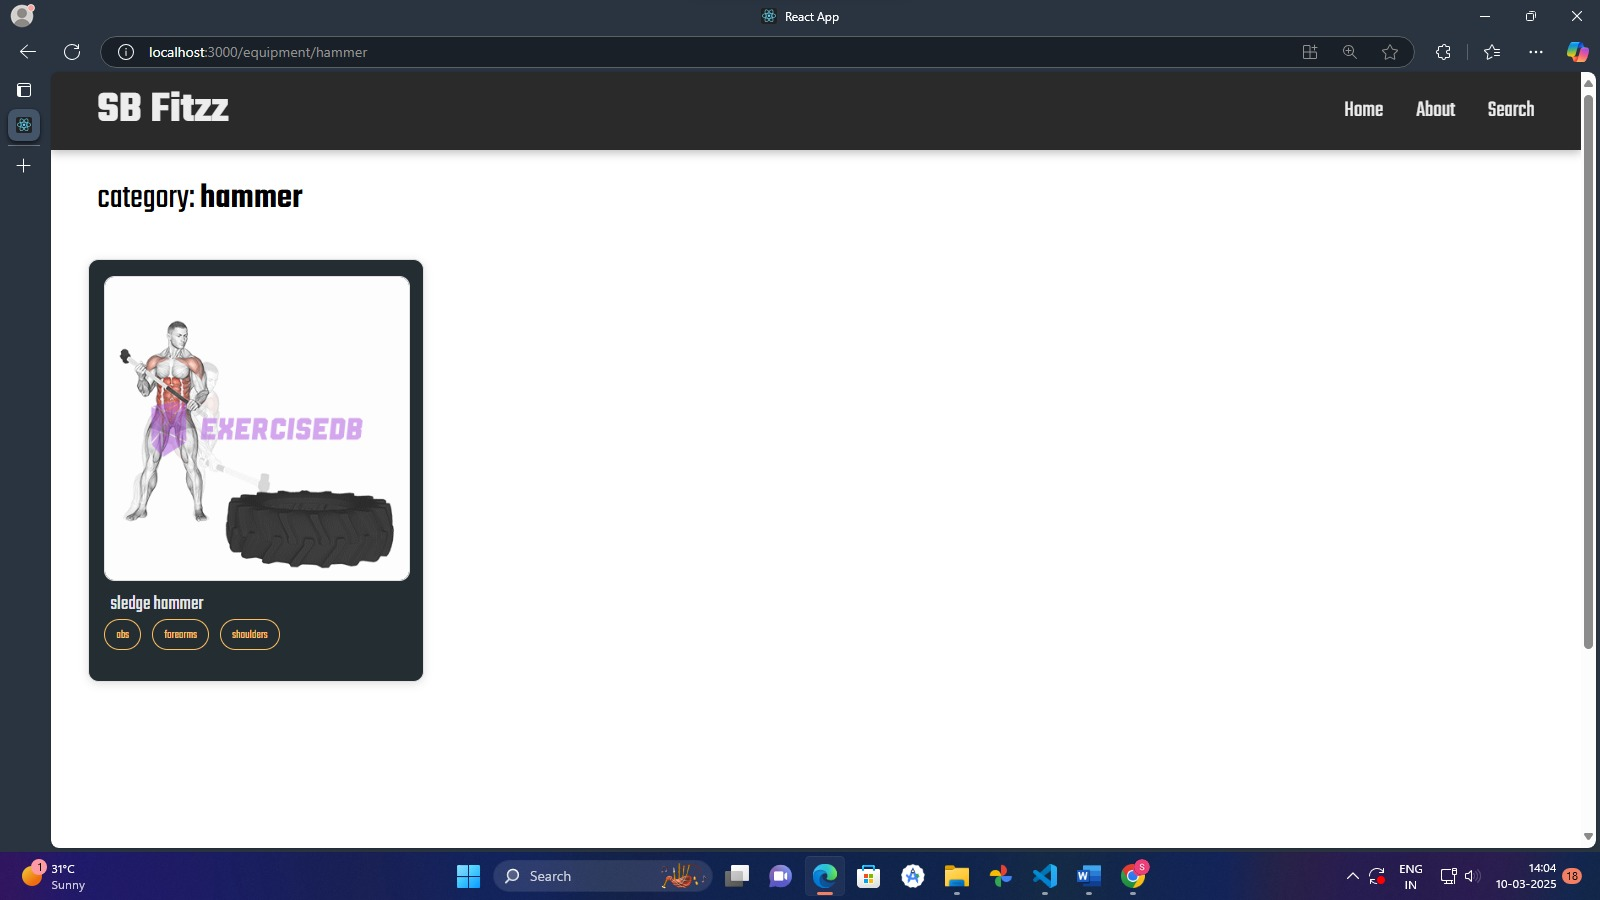 React App
localhost:3000/equipment/hammer
SB Fitzz
Home About Search
category: hammer
EXERCISEDB
sledge hammer
abs forearms shoulders
1
31°C
Sunny
Search
W
S
ENG
IN
14:04
10-03-2025
18